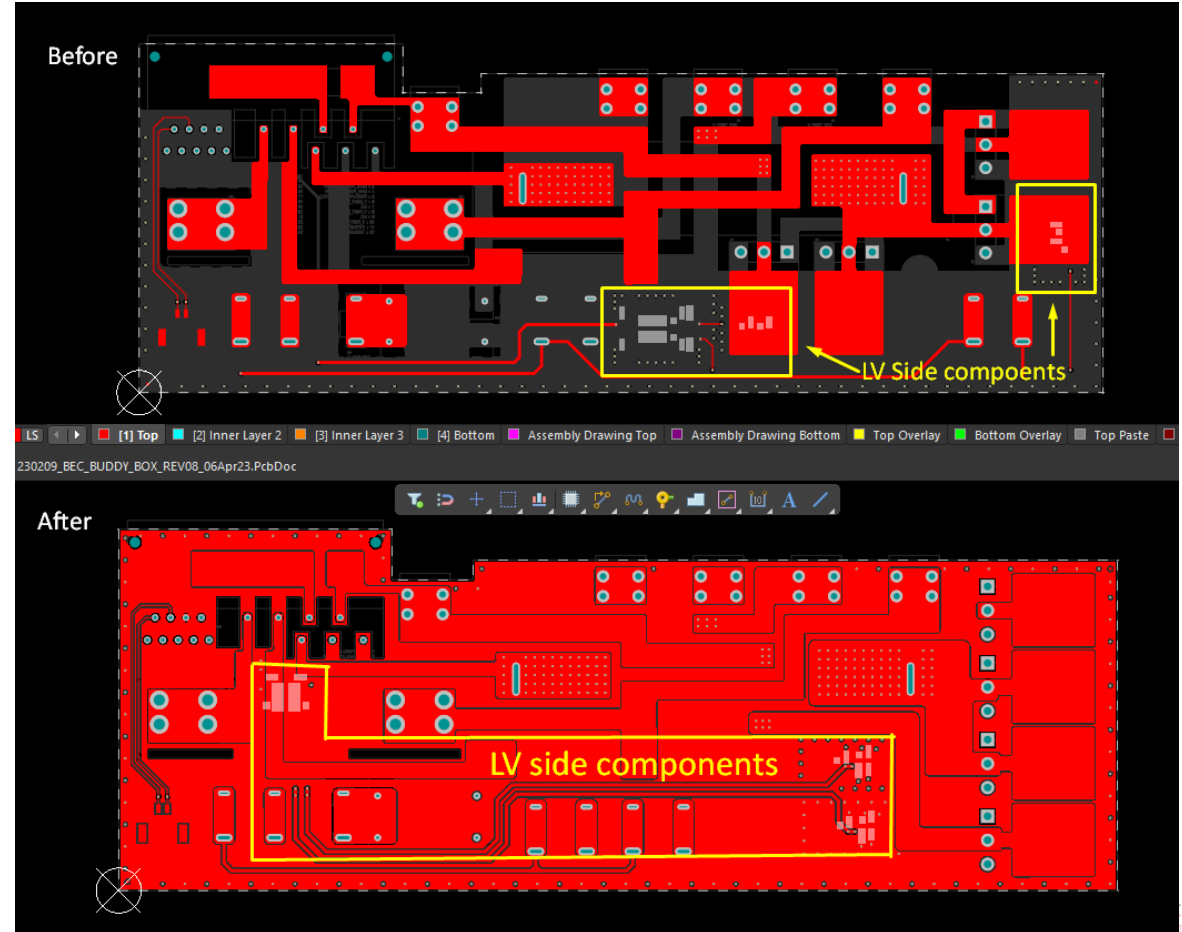 Before
LV Side compoents
LS [1] Top [2] Inner Layer 2 [3] Inner Layer 3 [4] Bottom Assembly Drawing Top Assembly Drawing Bottom Top Overlay Bottom Overlay Top Paste
230209_BEC_BUDDY_BOX_REV08_06Apr23.PcbDoc
After
LV side components